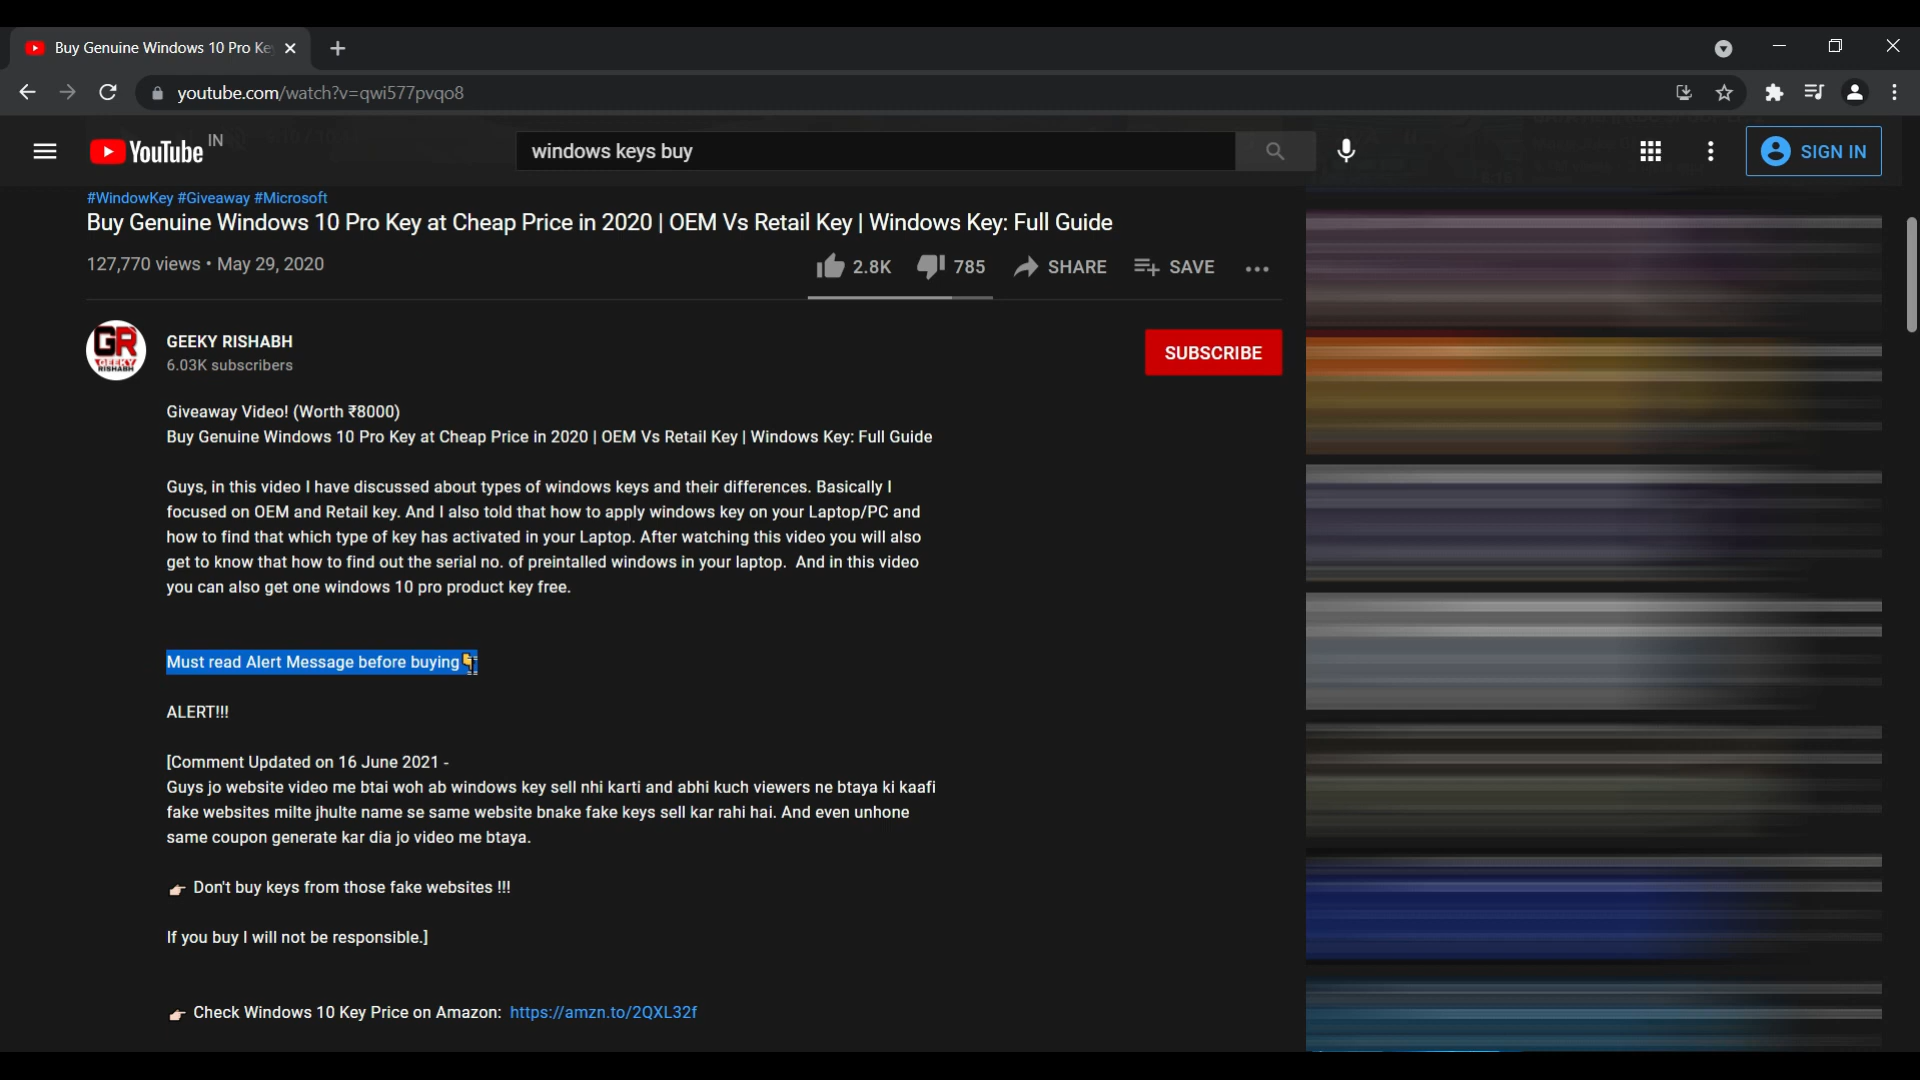 Buy Genuine Windows 10 Pro Ke
youtube.com/watch?v=qwi577pvqo8
YouTube IN
windows keys buy
SIGN IN
#WindowKey #Giveaway #Microsoft
Buy Genuine Windows 10 Pro Key at Cheap Price in 2020 | OEM Vs Retail Key | Windows Key: Full Guide
127,770 views • May 29, 2020
2.8K 785 SHARE SAVE
GR
GEEKY
RISHABH
GEEKY RISHABH
6.03K subscribers
SUBSCRIBE
Giveaway Video! (Worth ₹8000)
Buy Genuine Windows 10 Pro Key at Cheap Price in 2020 | OEM Vs Retail Key | Windows Key: Full Guide
Guys, in this video I have discussed about types of windows keys and their differences. Basically I
focused on OEM and Retail key. And I also told that how to apply windows key on your Laptop/PC and
how to find that which type of key has activated in your Laptop. After watching this video you will also
get to know that how to find out the serial no. of preintalled windows in your laptop. And in this video
you can also get one windows 10 pro product key free.
Must read Alert Message before buying👇
ALERT!!!
[Comment Updated on 16 June 2021 -
Guys jo website video me btai woh ab windows key sell nhi karti and abhi kuch viewers ne btaya ki kaafi
fake websites milte jhulte name se same website bnake fake keys sell kar rahi hai. And even unhone
same coupon generate kar dia jo video me btaya.
👉🏻 Don't buy keys from those fake websites !!!
If you buy I will not be responsible.]
👉🏻 Check Windows 10 Key Price on Amazon: https://amzn.to/2QXL32f